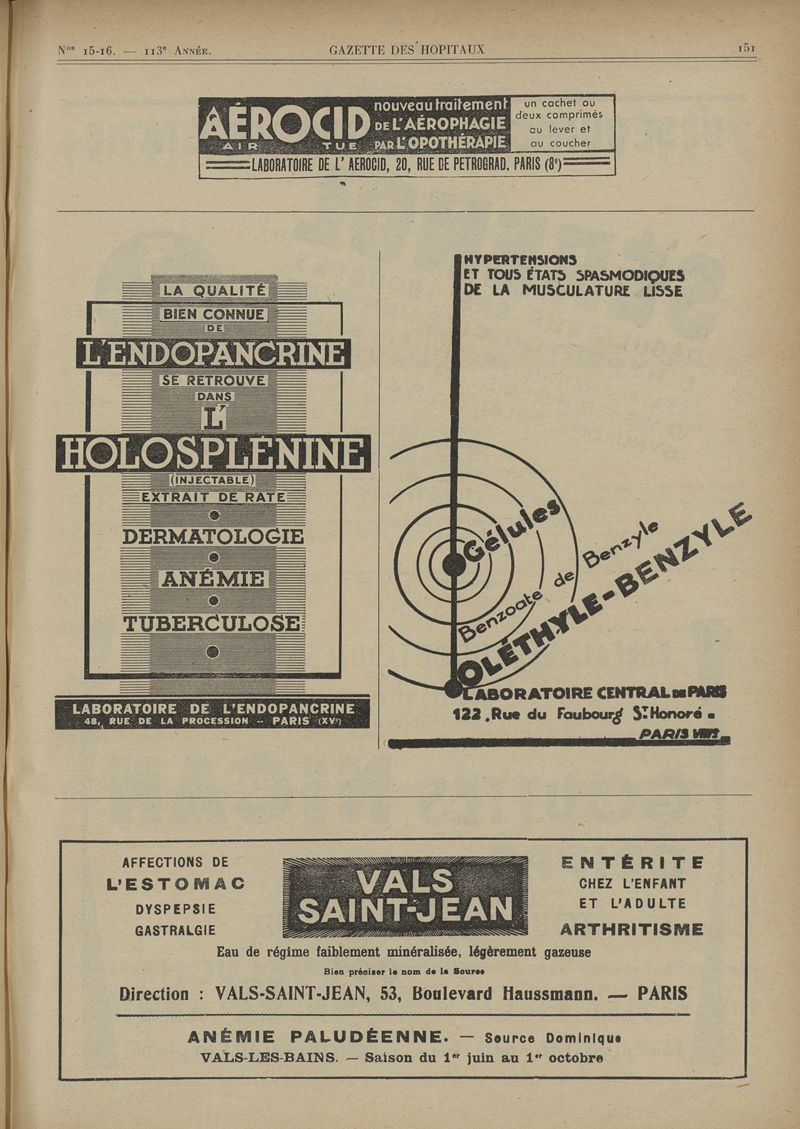 Nos 15-16. — 113e ANNÉE.
GAZETTE DES HOPITAUX
151
AÉROCID
AIR TUE
nouveau traitement
DE L'AÉROPHAGIE
PAR L'OPOTHÉRAPIE
un cachet ou
deux comprimés
au lever et
au coucher
LABORATOIRE DE L' AEROCID, 20, RUE DE PETROGRAD, PARIS (8e)
LA QUALITÉ
BIEN CONNUE
DE
L'ENDOPANCRINE
SE RETROUVE
DANS
L'
HOLOSPLÉNINE
(INJECTABLE)
EXTRAIT DE RATE
DERMATOLOGIE
ANÉMIE
TUBERCULOSE
LABORATOIRE DE L'ENDOPANCRINE
48, RUE DE LA PROCESSION -- PARIS (XVe)
HYPERTENSIONS
ET TOUS ÉTATS SPASMODIQUES
DE LA MUSCULATURE LISSE
Gélules
Benzoate de Benzyle
OLÉTHYLE-BENZYLE
LABORATOIRE CENTRAL DE PARIS
122, Rue du Faubourg St Honoré
PARIS VIIIe
AFFECTIONS DE
L'ESTOMAC
DYSPEPSIE
GASTRALGIE
VALS
SAINT-JEAN
ENTÉRITE
CHEZ L'ENFANT
ET L'ADULTE
ARTHRITISME
Eau de régime faiblement minéralisée, légèrement gazeuse
Bien préciser le nom de la Source
Direction : VALS-SAINT-JEAN, 53, Boulevard Haussmann. — PARIS
ANÉMIE PALUDÉENNE. — Source Dominique
VALS-LES-BAINS. — Saison du 1er juin au 1er octobre